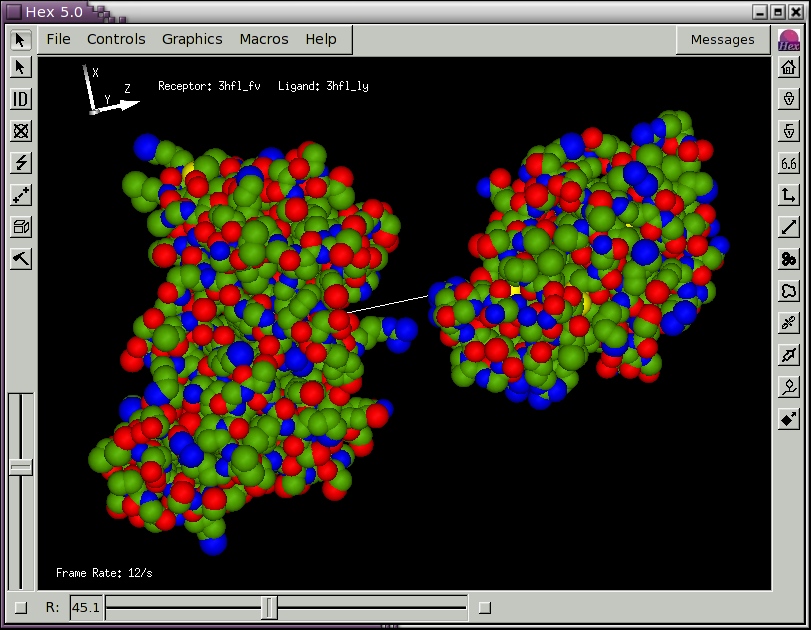 Hex 5.0
File Controls Graphics Macros Help Messages
Hex
X
Y Z
Receptor: 3hfl_fv Ligand: 3hfl_ly
ID
6.6
Frame Rate: 12/s
R: 45.1